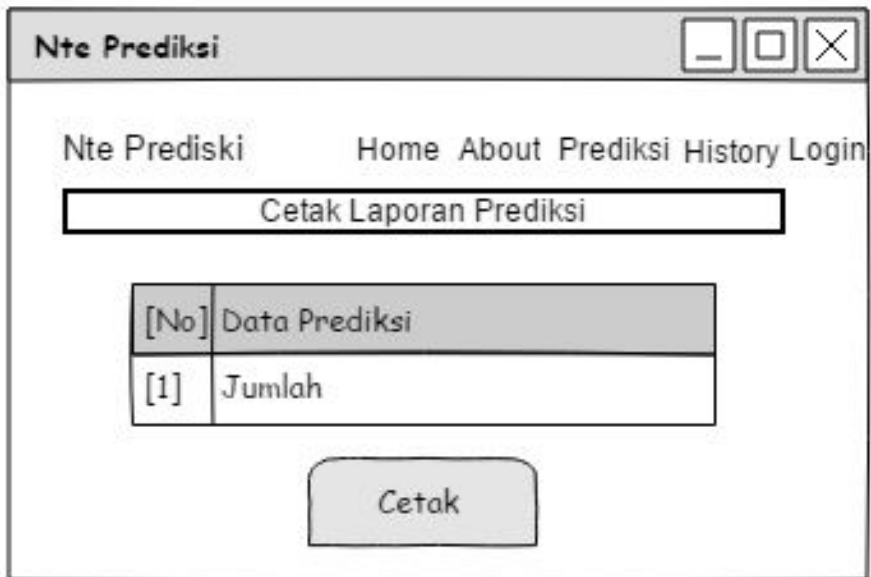 Nte Prediksi
Nte Prediski Home About Prediksi History Login
Cetak Laporan Prediksi
[No] Data Prediksi
[1] Jumlah
Cetak